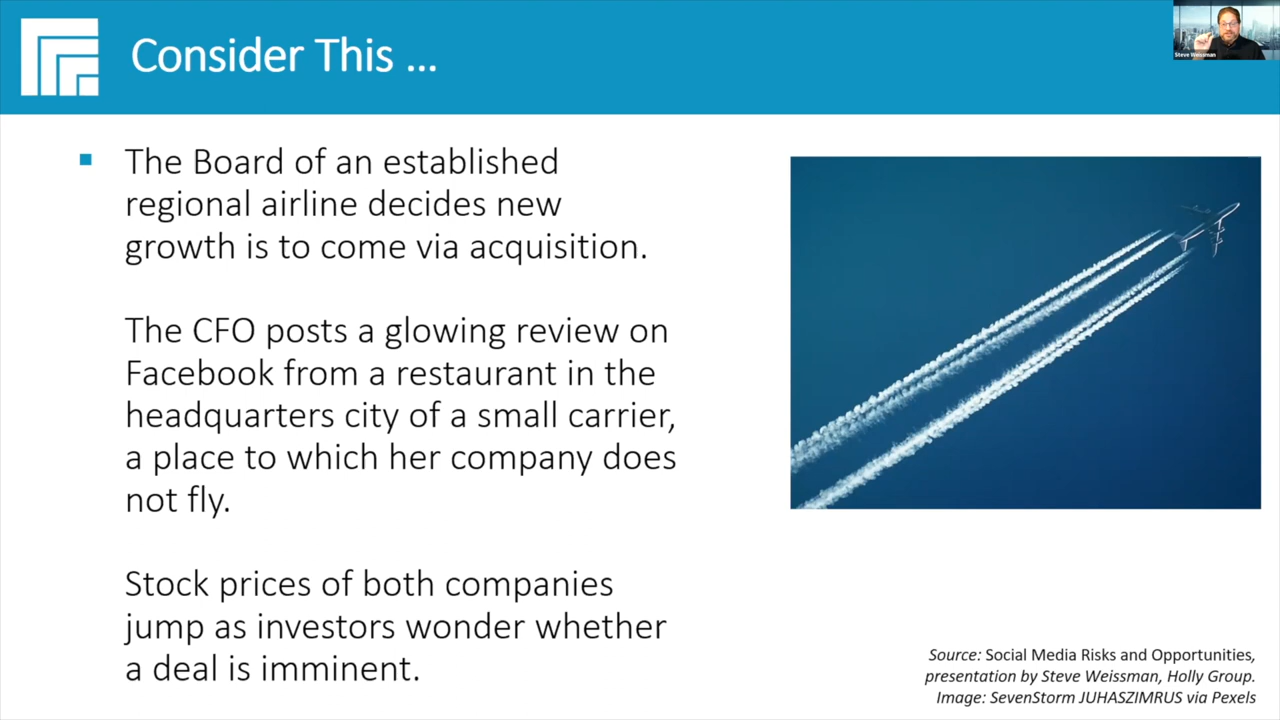 Consider This ...
Steve Weissman
The Board of an established
regional airline decides new
growth is to come via acquisition.
The CFO posts a glowing review on
Facebook from a restaurant in the
headquarters city of a small carrier,
a place to which her company does
not fly.
Stock prices of both companies
jump as investors wonder whether
a deal is imminent.
Source: Social Media Risks and Opportunities,
presentation by Steve Weissman, Holly Group.
Image: SevenStorm JUHASZIMRUS via Pexels